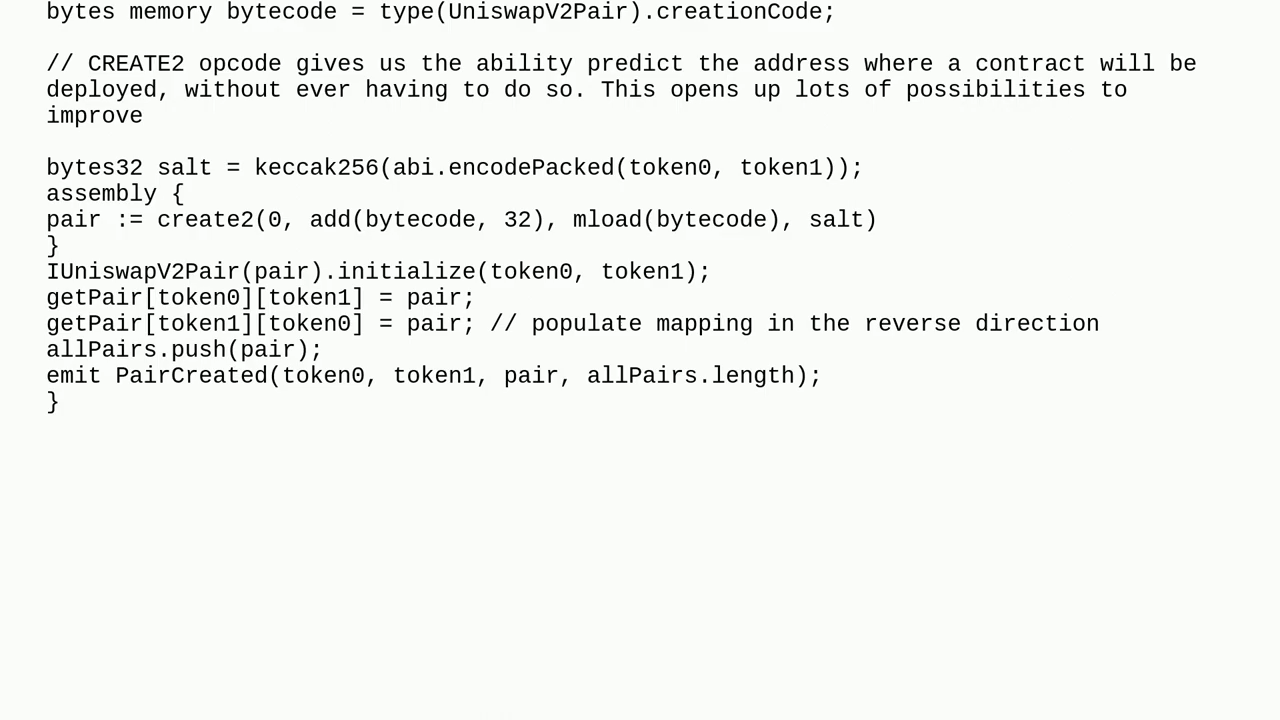 bytes memory bytecode = type(UniswapV2Pair).creationCode;
// CREATE2 opcode gives us the ability predict the address where a contract will be
deployed, without ever having to do so. This opens up lots of possibilities to
improve
bytes32 salt = keccak256(abi.encodePacked(token0, token1));
assembly {
pair := create2(0, add(bytecode, 32), mload(bytecode), salt)
}
IUniswapV2Pair(pair).initialize(token0, token1);
getPair[token0][token1] = pair;
getPair[token1][token0] = pair; // populate mapping in the reverse direction
allPairs.push(pair);
emit PairCreated(token0, token1, pair, allPairs.length);
}